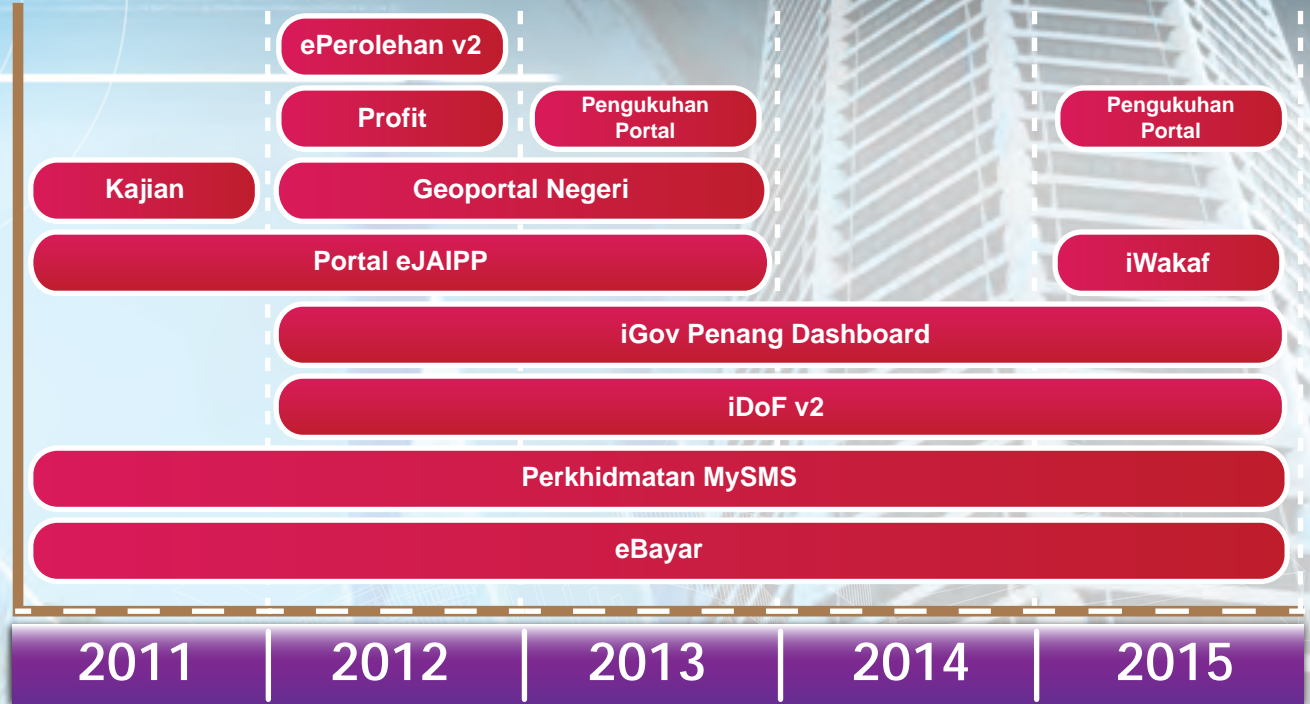 ePerolehan v2
Profit
Pengukuhan
Portal
Pengukuhan
Portal
Kajian
Geoportal Negeri
Portal eJAIPP
iWakaf
iGov Penang Dashboard
iDoF v2
Perkhidmatan MySMS
eBayar
2011
2012
2013
2014
2015